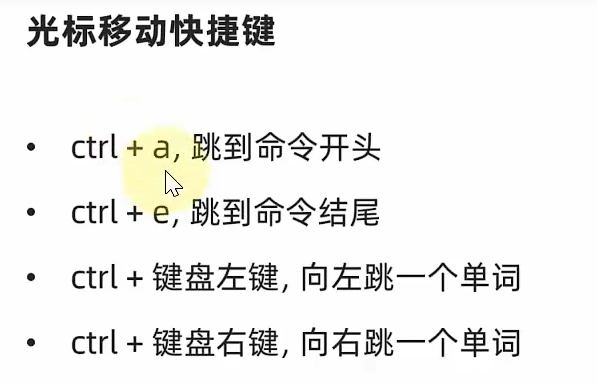 光标移动快捷键
• ctrl + a, 跳到命令开头
• ctrl + e, 跳到命令结尾
• ctrl + 键盘左键, 向左跳一个单词
• ctrl + 键盘右键, 向右跳一个单词